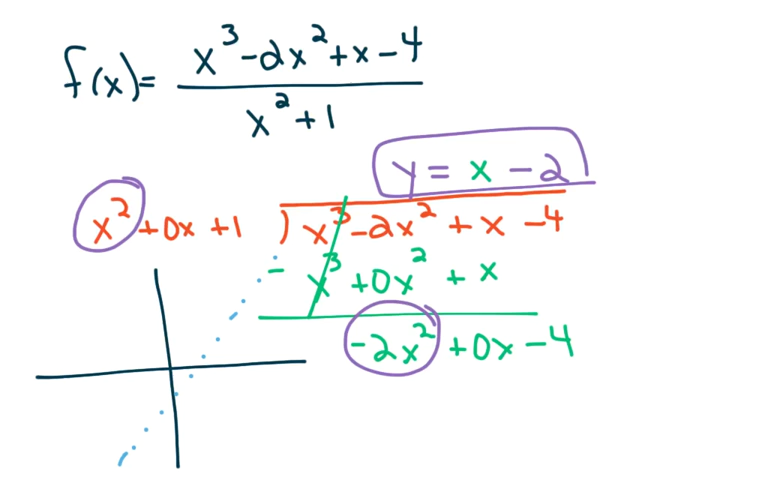 f(x)= x³-2x²+x-4
x²+1
y = x - 2
x²+0x+1 ) x³-2x²+x-4
- x³+0x²+x
-2x²+0x-4